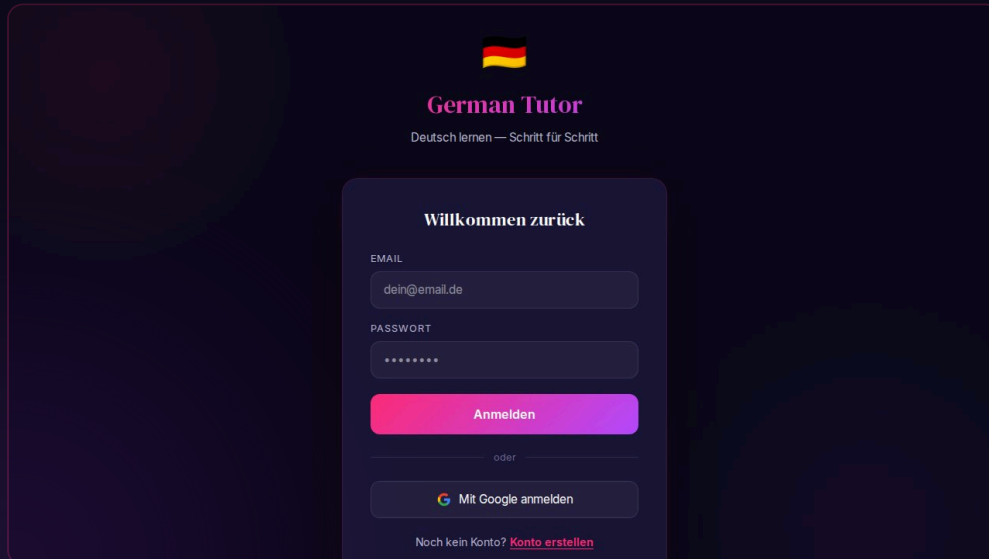 German Tutor
Deutsch lernen — Schritt für Schritt
Willkommen zurück
EMAIL
dein@email.de
PASSWORT
••••••••
Anmelden
oder
Mit Google anmelden
Noch kein Konto? Konto erstellen